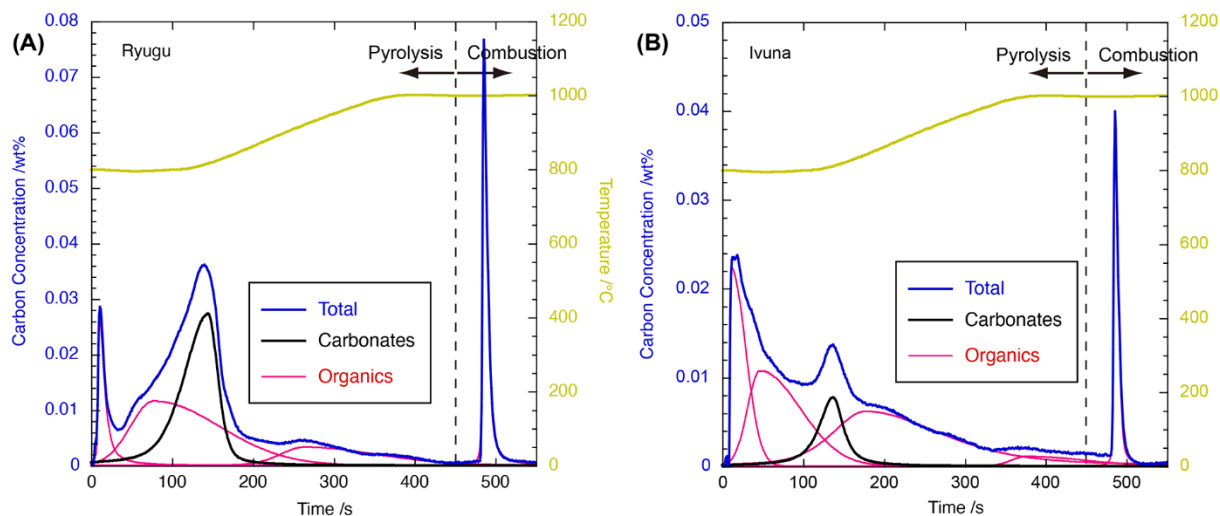 (A)
Ryugu
Pyrolysis
Combustion
Carbon Concentration /wt%
0.08
0.07
0.06
0.05
0.04
0.03
0.02
0.01
0
Total
Carbonates
Organics
1200
1000
800
600
400
200
0
Temperature /°C
0
100
200
300
400
500
Time /s
(B)
Ivuna
Pyrolysis
Combustion
Carbon Concentration /wt%
0.05
0.04
0.03
0.02
0.01
0
Total
Carbonates
Organics
1200
1000
800
600
400
200
0
Temperature /°C
0
100
200
300
400
500
Time /s